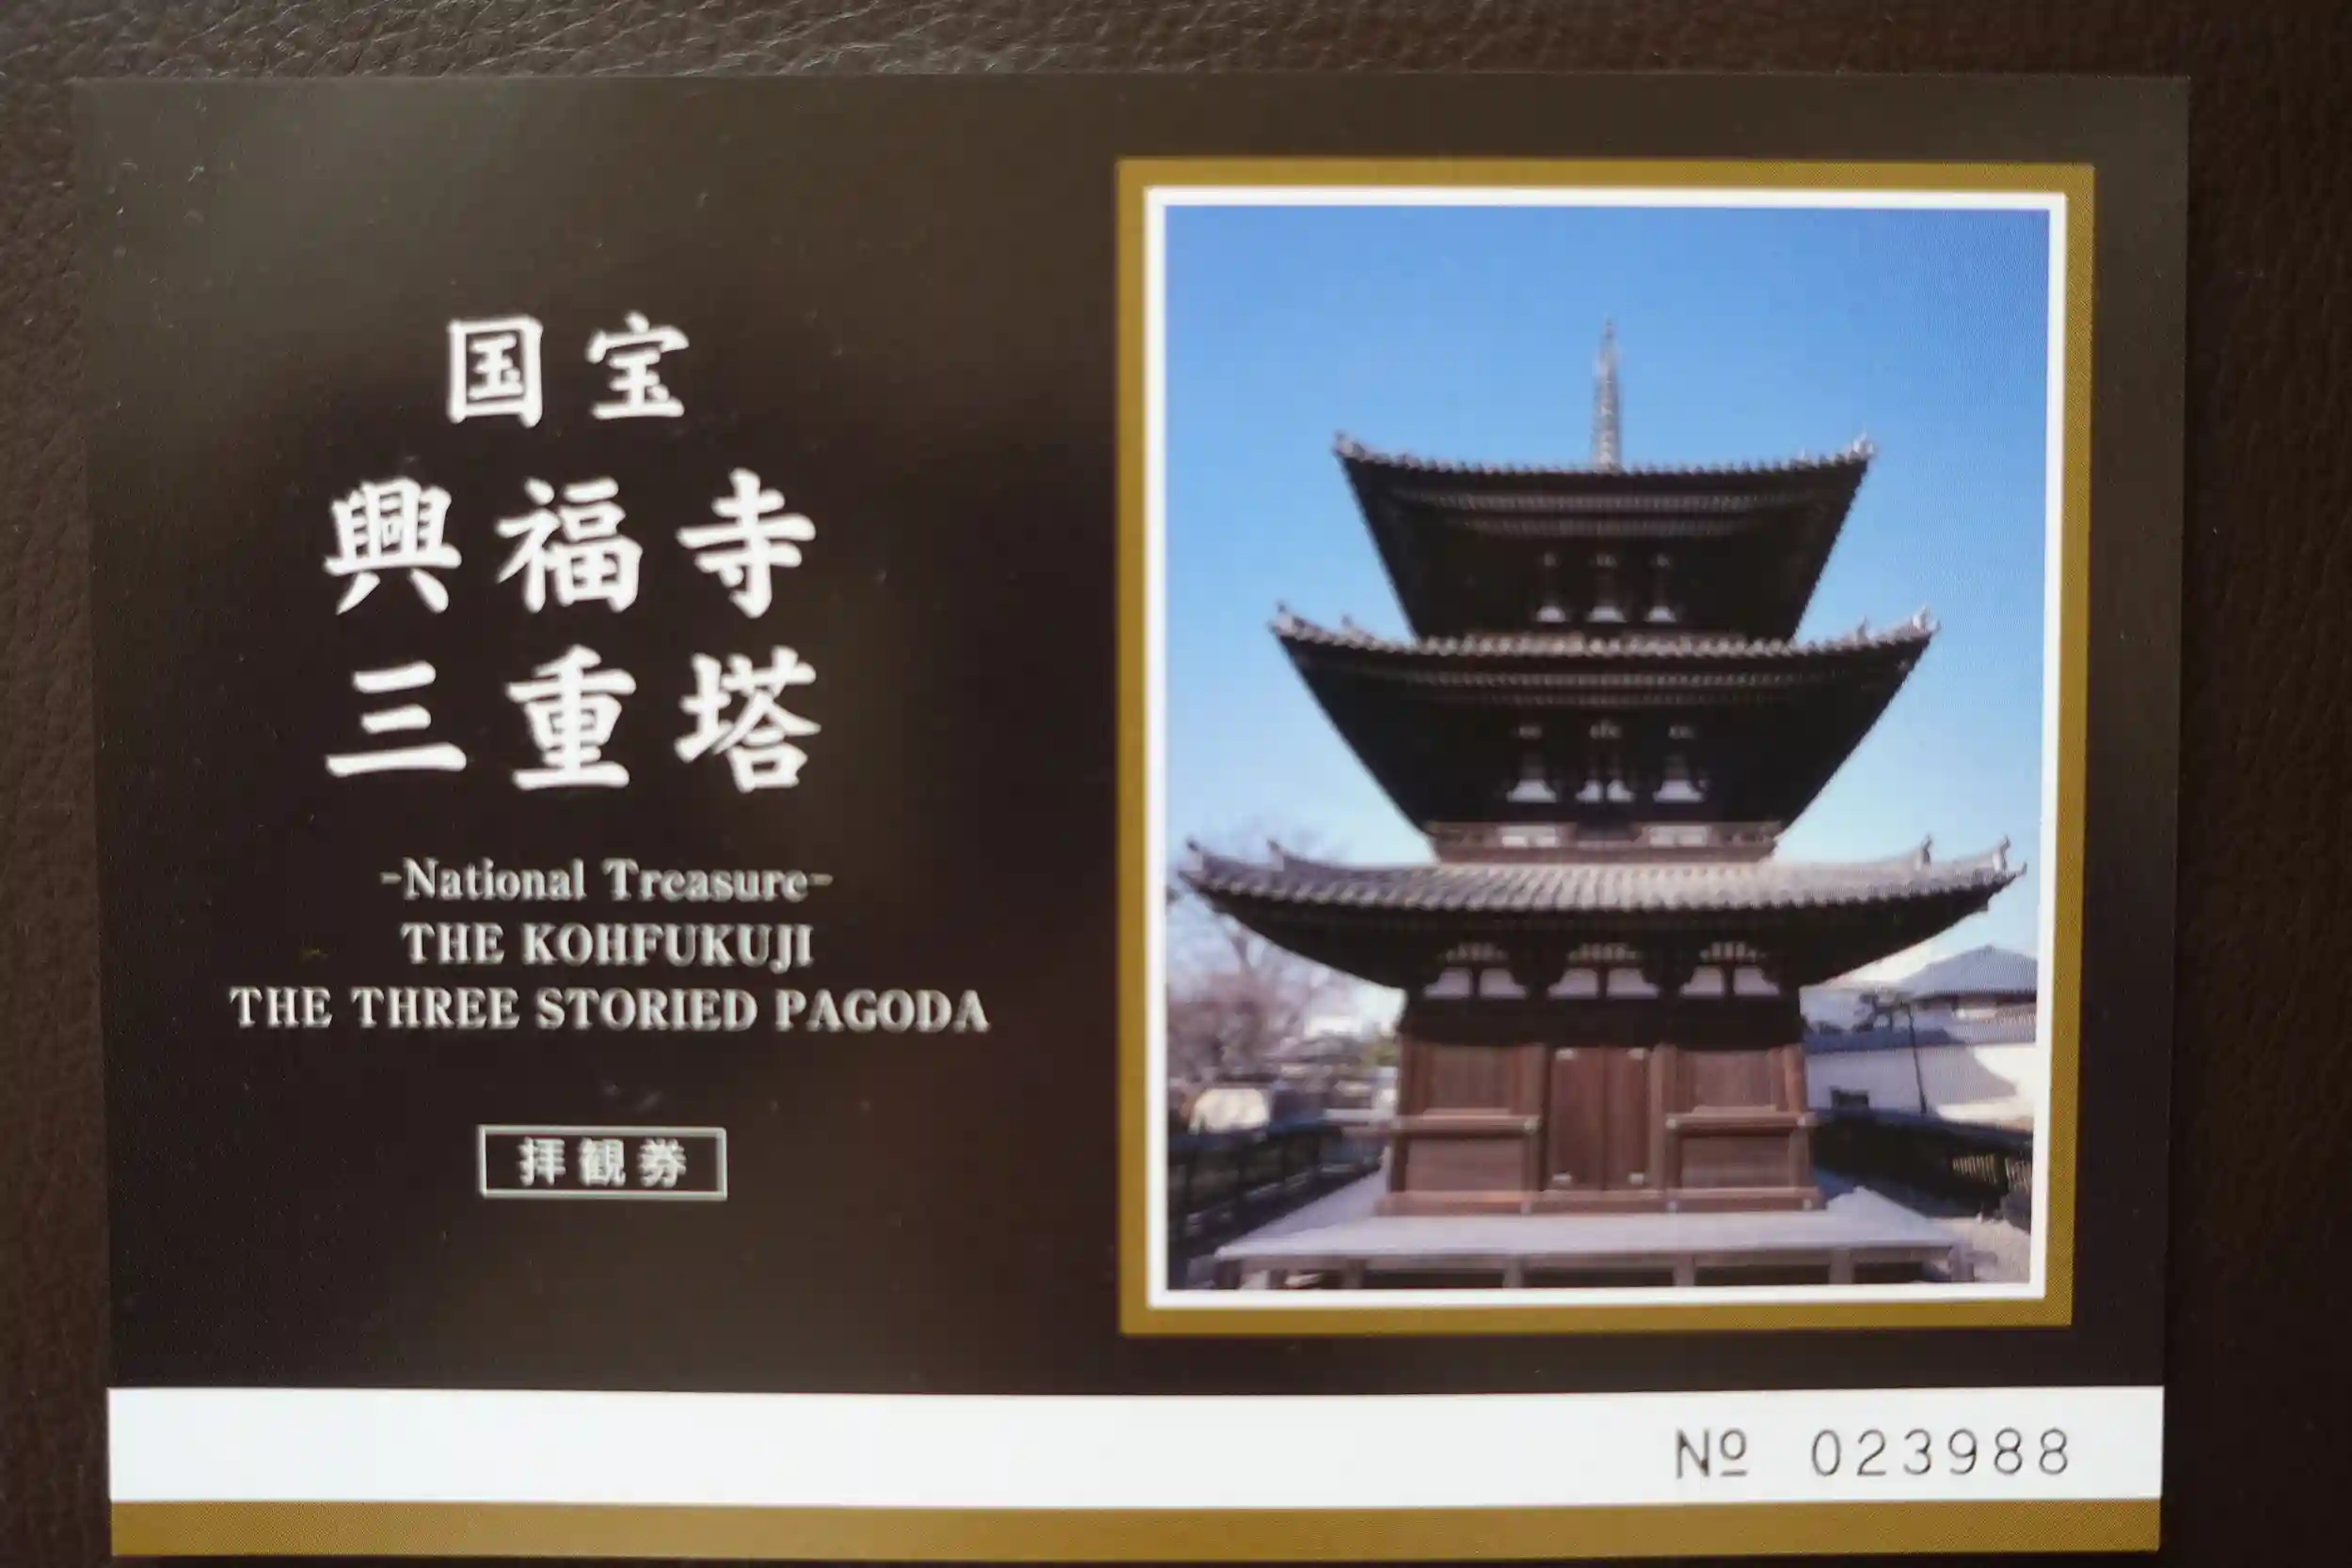 国宝
興福寺
三重塔
-National Treasure-
THE KOHFUKUJI
THE THREE STORIED PAGODA
拝観券
Nº 023988